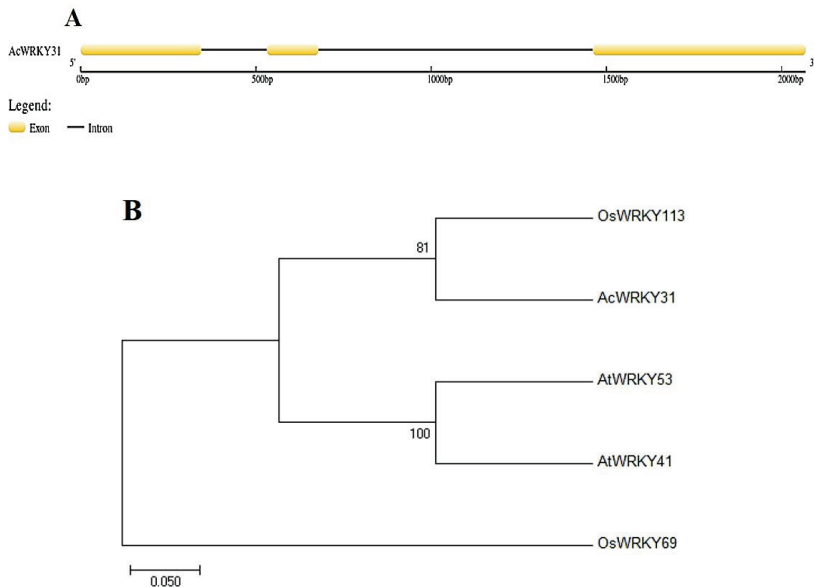 A
AcWRKY31
5' 3
0bp 500bp 1000bp 1500bp 2000bp
Legend:
Exon Intron
B
OsWRKY113
81
AcWRKY31
AtWRKY53
100
AtWRKY41
OsWRKY69
0.050